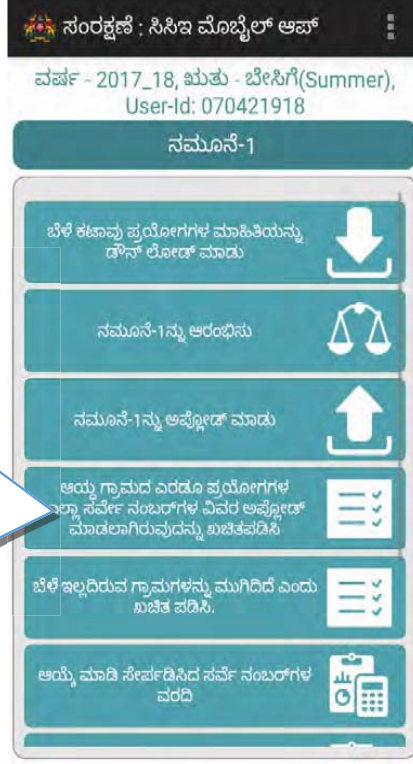 ಸಂರಕ್ಷಣೆ : ಸಿಸಿಇ ಮೊಬೈಲ್ ಆಪ್
ವರ್ಷ - 2017_18, ಋತು - ಬೇಸಿಗೆ(Summer),
User-Id: 070421918
ನಮೂನೆ-1
ಬೆಳೆ ಕಟಾವು ಪ್ರಯೋಗಗಳ ಮಾಹಿತಿಯನ್ನು
ಡೌನ್ ಲೋಡ್ ಮಾಡು
ನಮೂನೆ-1ನ್ನು ಆರಂಭಿಸು
ನಮೂನೆ-1ನ್ನು ಅಪ್ಲೋಡ್ ಮಾಡು
ಆಯ್ದ ಗ್ರಾಮದ ಎರಡೂ ಪ್ರಯೋಗಗಳ
ಸರ್ವೇ ನಂಬರ್‌ಗಳ ವಿವರ ಅಪ್ಲೋಡ್
ಮಾಡಲಾಗಿರುವುದನ್ನು ಖಚಿತಪಡಿಸಿ
ಬೆಳೆ ಇಲ್ಲದಿರುವ ಗ್ರಾಮಗಳನ್ನು ಮುಗಿದಿದೆ ಎಂದು
ಖಚಿತ ಪಡಿಸಿ.
ಆಯ್ಕೆ ಮಾಡಿ ಸೇರ್ಪಡಿಸಿದ ಸರ್ವೆ ನಂಬರ್‌ಗಳ
ವರದಿ